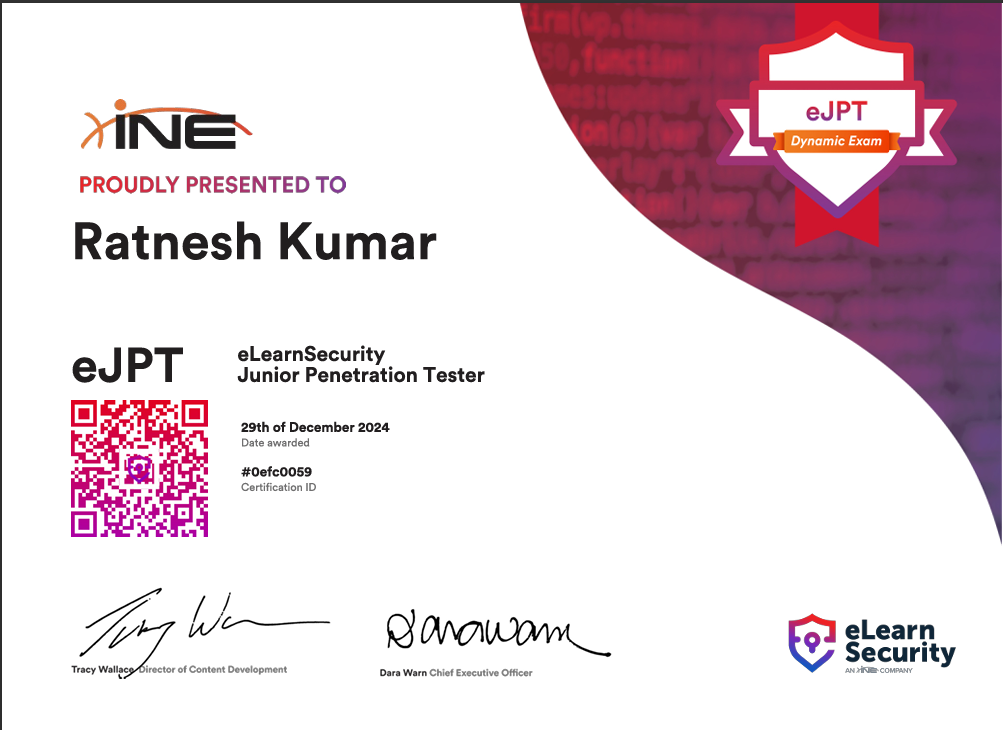 iNE
eJPT
Dynamic Exam
PROUDLY PRESENTED TO
Ratnesh Kumar
eJPT
eLearnSecurity
Junior Penetration Tester
29th of December 2024
Date awarded
#0efc0059
Certification ID
Tracy Wallace Director of Content Development
Dara Warn Chief Executive Officer
eLearn
Security
AN iNE COMPANY